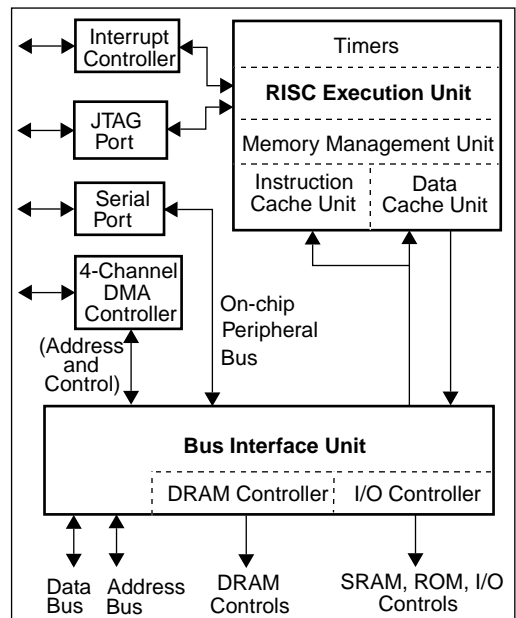 Interrupt
Controller
JTAG
Port
Serial
Port
4-Channel
DMA
Controller
(Address
and
Control)
On-chip
Peripheral
Bus
Timers
RISC Execution Unit
Memory Management Unit
Instruction
Cache Unit
Data
Cache Unit
Bus Interface Unit
DRAM Controller
I/O Controller
Data
Bus
Address
Bus
DRAM
Controls
SRAM, ROM, I/O
Controls